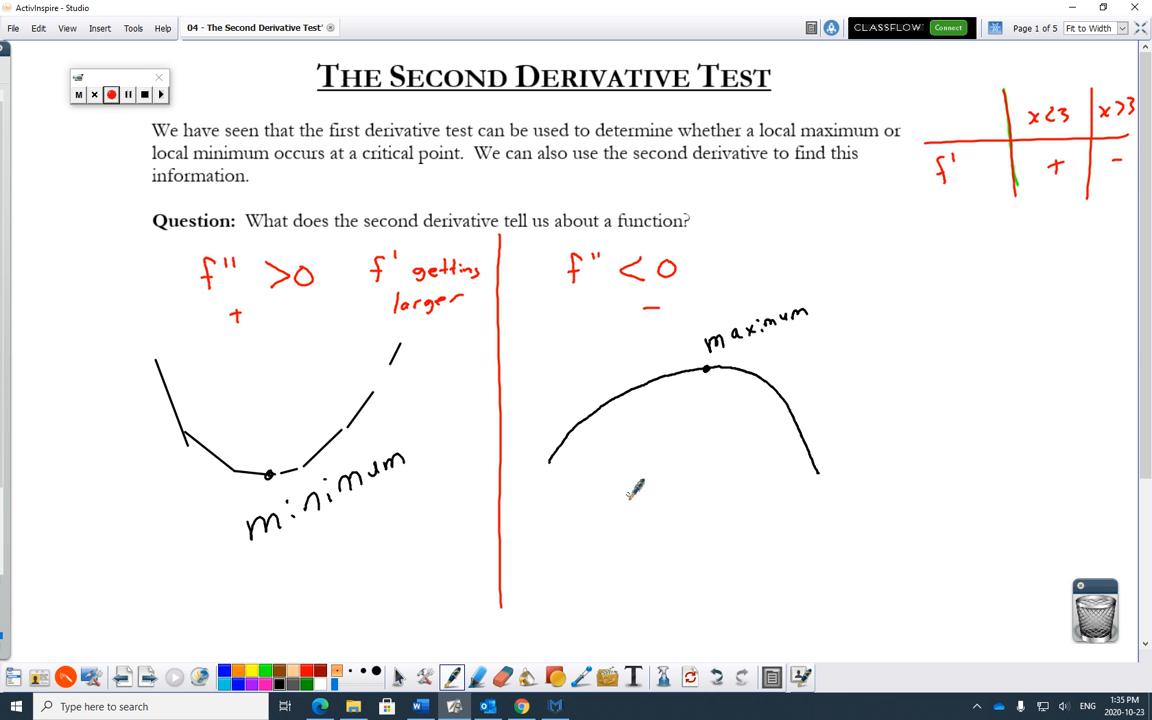 ActivInspire - Studio
File Edit View Insert Tools Help
04 - The Second Derivative Test*
CLASSFLOW Connect
Page 1 of 5
Fit to Width
M
THE SECOND DERIVATIVE TEST
We have seen that the first derivative test can be used to determine whether a local maximum or
local minimum occurs at a critical point. We can also use the second derivative to find this
information.
x<3 x>3
f' + -
Question: What does the second derivative tell us about a function?
f" >0
+
f' getting
larger
minimum
f" < 0
-
maximum
T
Type here to search
ENG
1:35 PM
2020-10-23